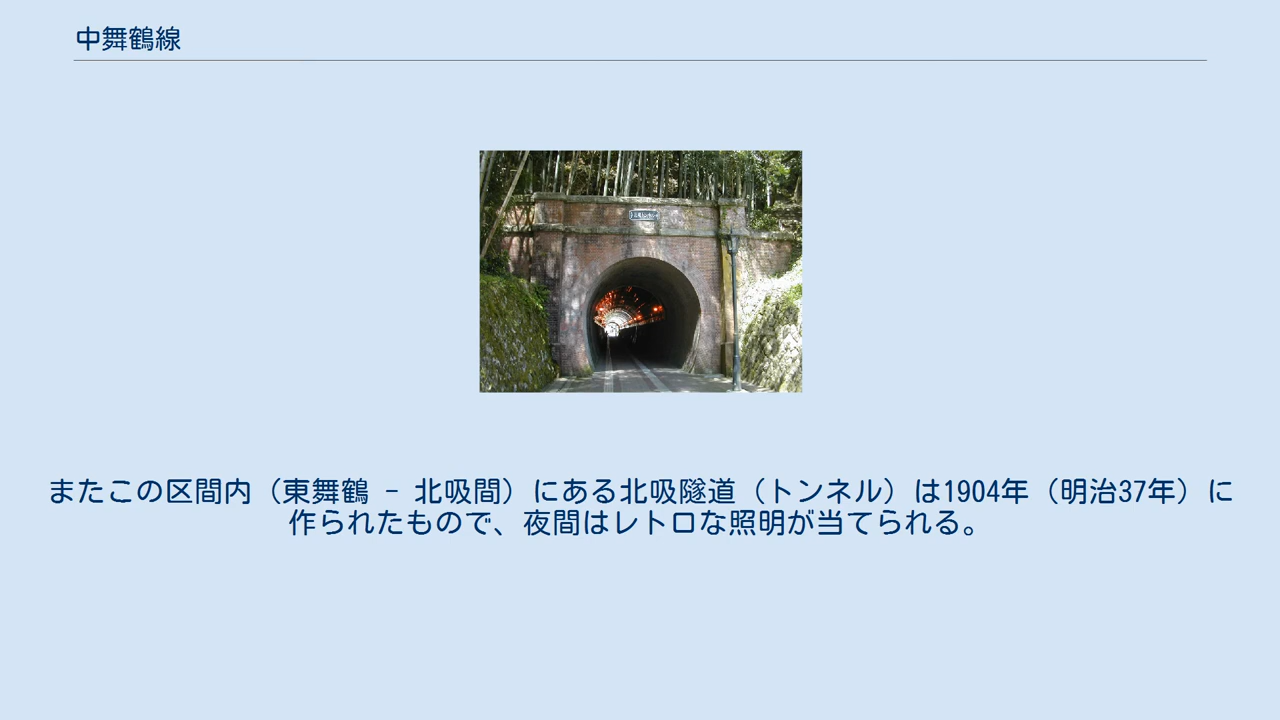 中舞鶴線
またこの区間内（東舞鶴 - 北吸間）にある北吸隧道（トンネル）は1904年（明治37年）に
作られたもので、夜間はレトロな照明が当てられる。